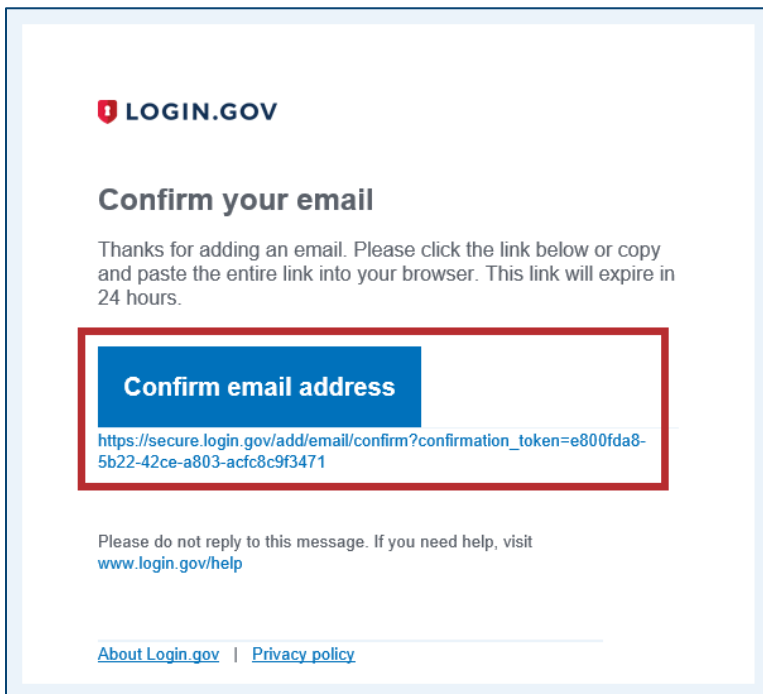 LOGIN.GOV
Confirm your email
Thanks for adding an email. Please click the link below or copy
and paste the entire link into your browser. This link will expire in
24 hours.
Confirm email address
https://secure.login.gov/add/email/confirm?confirmation_token=e800fda8-
5b22-42ce-a803-acfc8c9f3471
Please do not reply to this message. If you need help, visit
www.login.gov/help
About Login.gov | Privacy policy